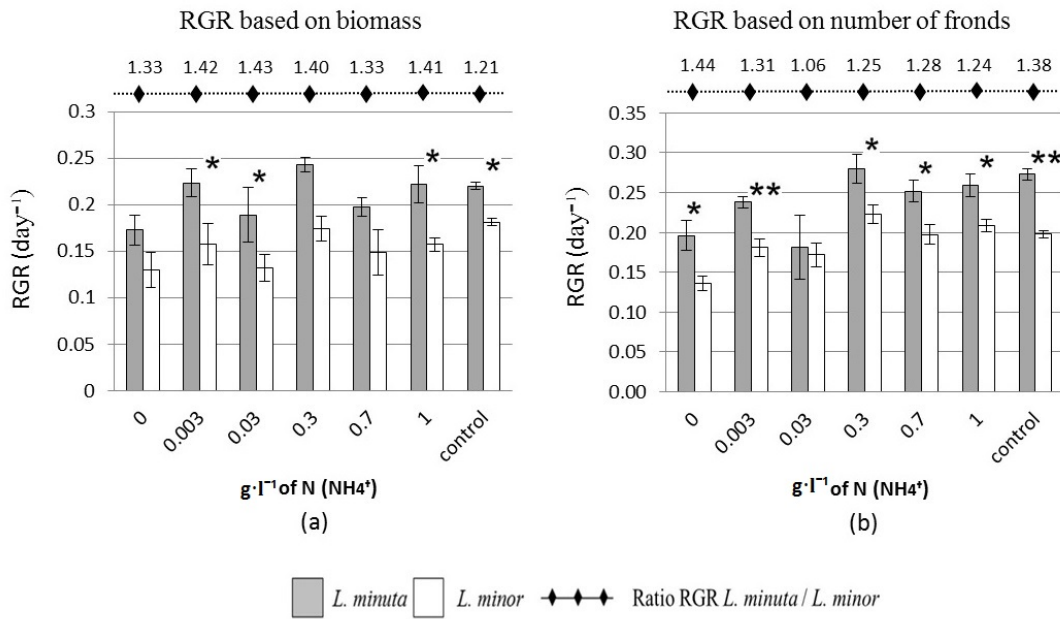 RGR based on biomass
1.33 1.42 1.43 1.40 1.33 1.41 1.21
0.3
0.25
0.2
0.15
0.1
0.05
0
RGR (day⁻¹)
* * * *
0 0.003 0.03 0.3 0.7 1 control
g·l⁻¹ of N (NH4⁺)
(a)
RGR based on number of fronds
1.44 1.31 1.06 1.25 1.28 1.24 1.38
0.35
0.30
0.25
0.20
0.15
0.10
0.05
0.00
RGR (day⁻¹)
* ** * * * **
0 0.003 0.03 0.3 0.7 1 control
g·l⁻¹ of N (NH4⁺)
(b)
L. minuta L. minor Ratio RGR L. minuta / L. minor